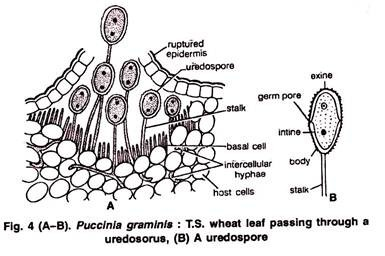 ruptured
epidermis
uredospore
stalk
basal cell
intercellular
hyphae
host cells
A
exine
germ pore
intine
body
stalk
B
Fig. 4 (A–B). Puccinia graminis : T.S. wheat leaf passing through a
uredosorus, (B) A uredospore